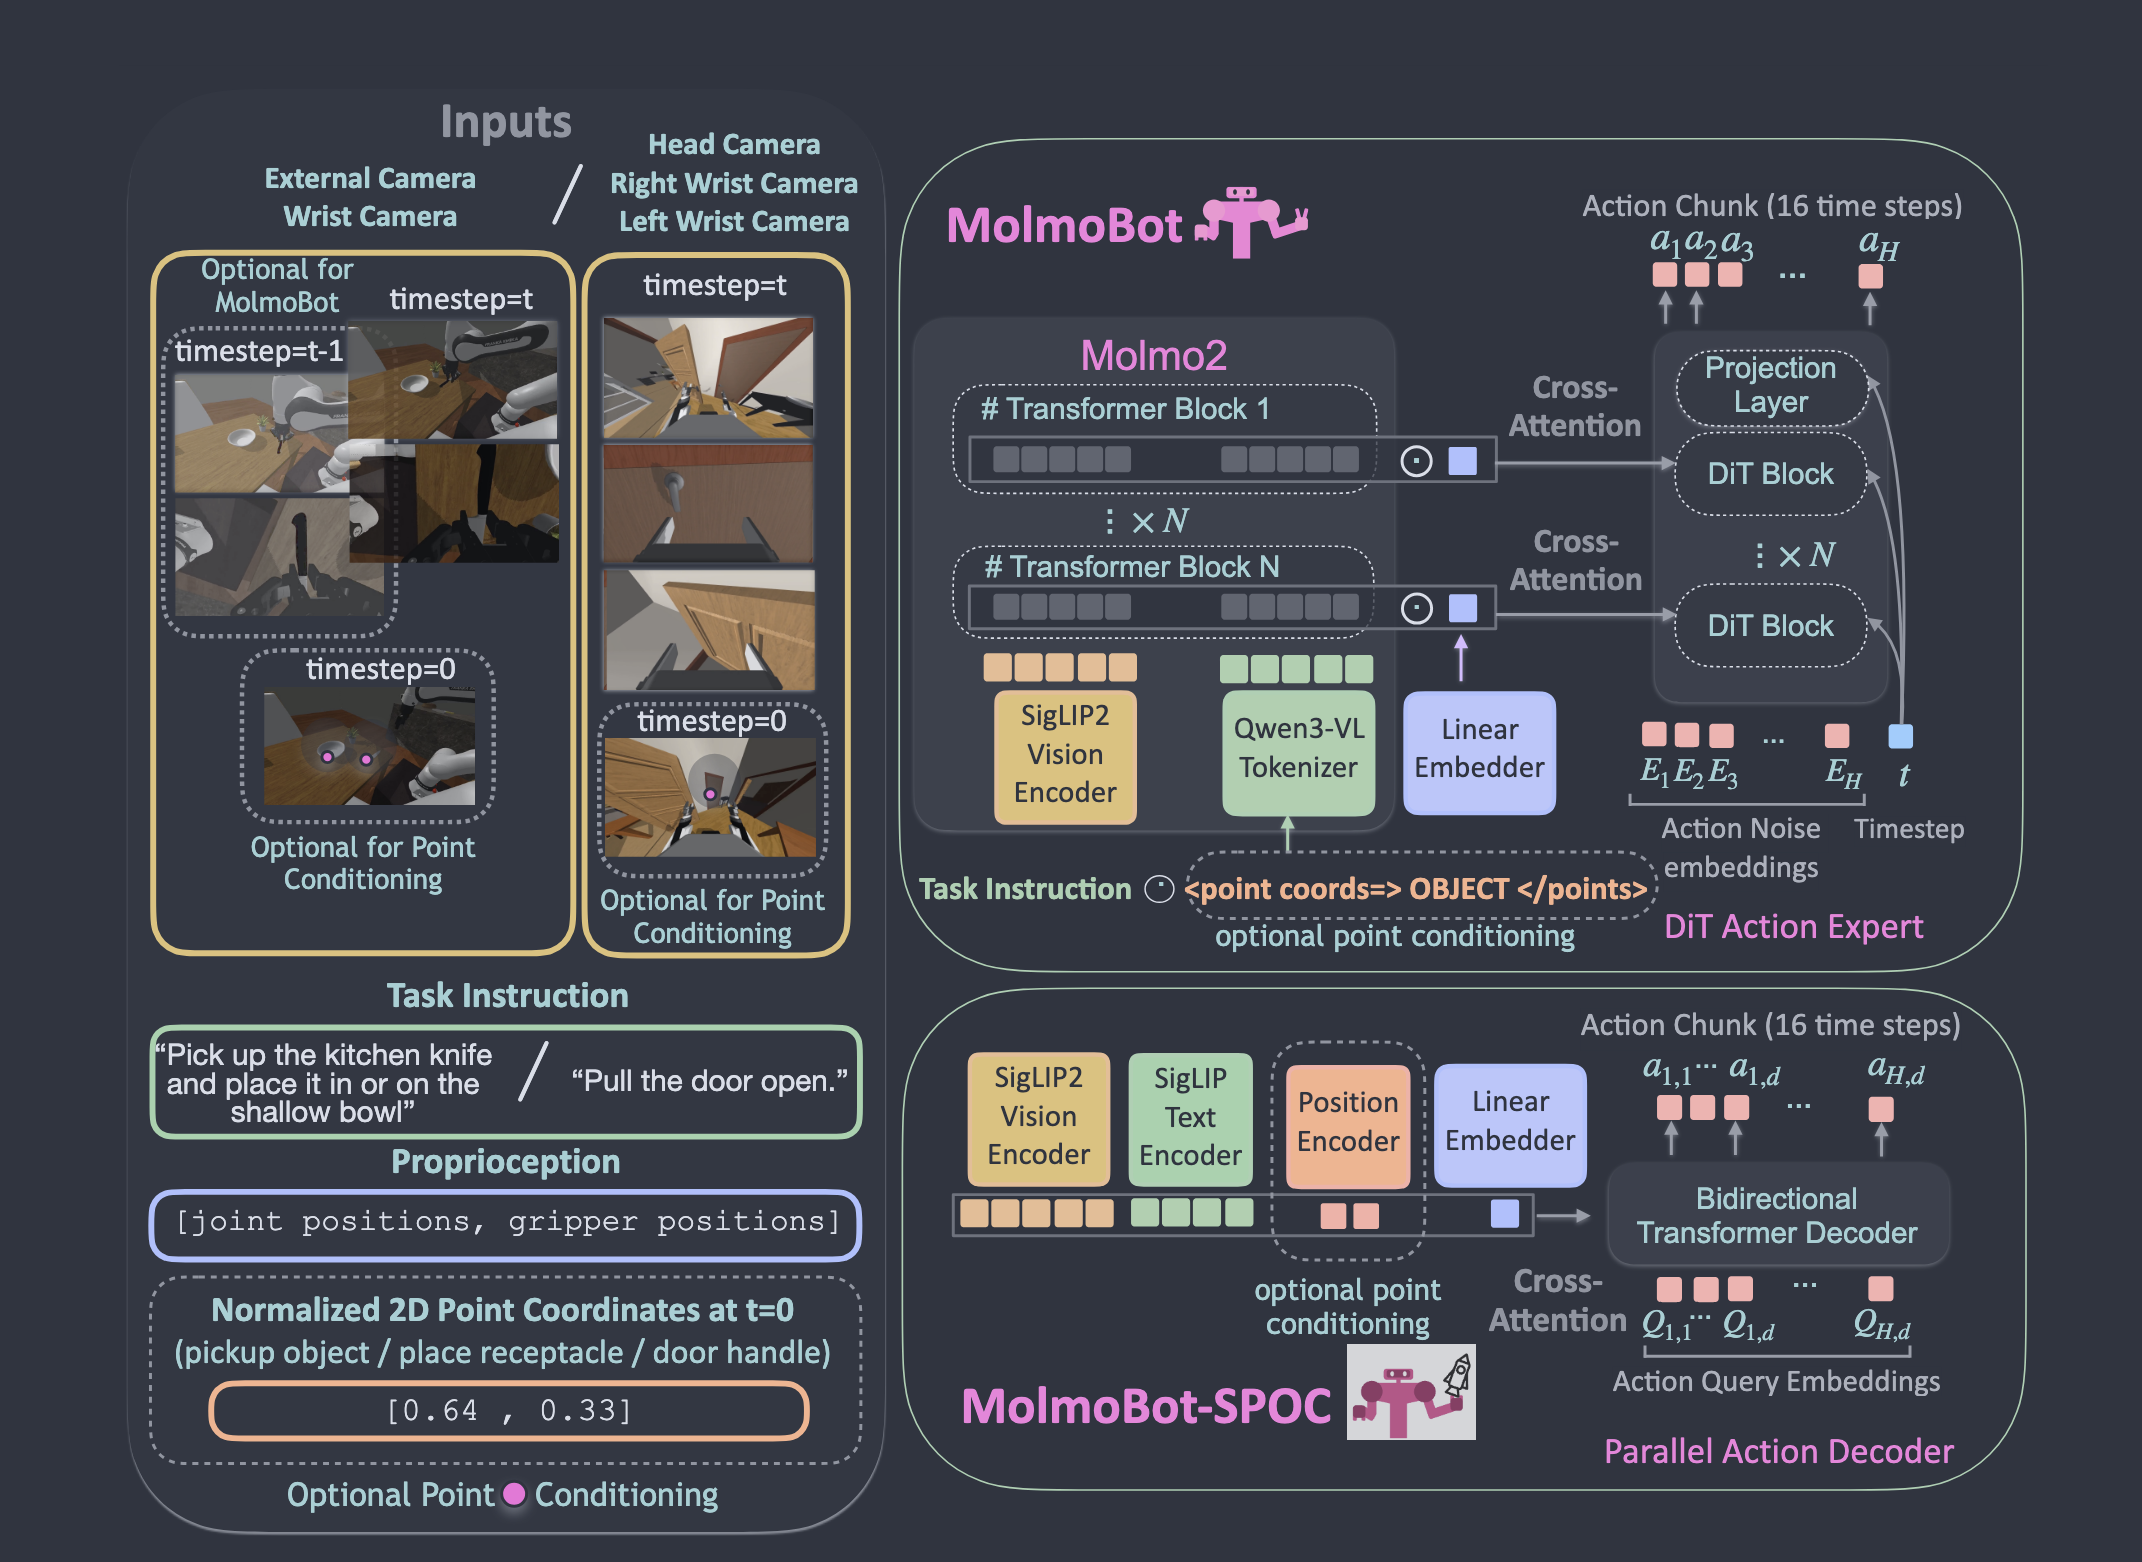 Inputs
External Camera
Wrist Camera
/
Head Camera
Right Wrist Camera
Left Wrist Camera
Optional for
MolmoBot
timestep=t
timestep=t-1
timestep=0
Optional for Point
Conditioning
timestep=t
timestep=0
Optional for Point
Conditioning
Task Instruction
“Pick up the kitchen knife
and place it in or on the
shallow bowl”
/
“Pull the door open.”
Proprioception
[joint positions, gripper positions]
Normalized 2D Point Coordinates at t=0
(pickup object / place receptacle / door handle)
[0.64 , 0.33]
Optional Point Conditioning
MolmoBot
Molmo2
# Transformer Block 1
⋮ × N
# Transformer Block N
SigLIP2
Vision
Encoder
Qwen3-VL
Tokenizer
Linear
Embedder
Task Instruction ⊙ <point coords=> OBJECT </points>
optional point conditioning
Cross-
Attention
Cross-
Attention
Action Chunk (16 time steps)
a1 a2 a3 ... aH
Projection
Layer
DiT Block
⋮ × N
DiT Block
E1 E2 E3 ... EH t
Action Noise
embeddings
Timestep
DiT Action Expert
SigLIP2
Vision
Encoder
SigLIP
Text
Encoder
Position
Encoder
Linear
Embedder
optional point
conditioning
MolmoBot-SPOC
Action Chunk (16 time steps)
a1,1 ... a1,d ... aH,d
Bidirectional
Transformer Decoder
Cross-
Attention
Q1,1 ... Q1,d ... QH,d
Action Query Embeddings
Parallel Action Decoder